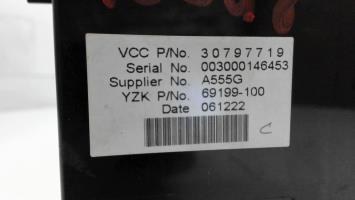 VCC P/No. 30797719
Serial No. 003000146453
Supplier No. A555G
YZK P/No. 69199-100
Date 061222
C